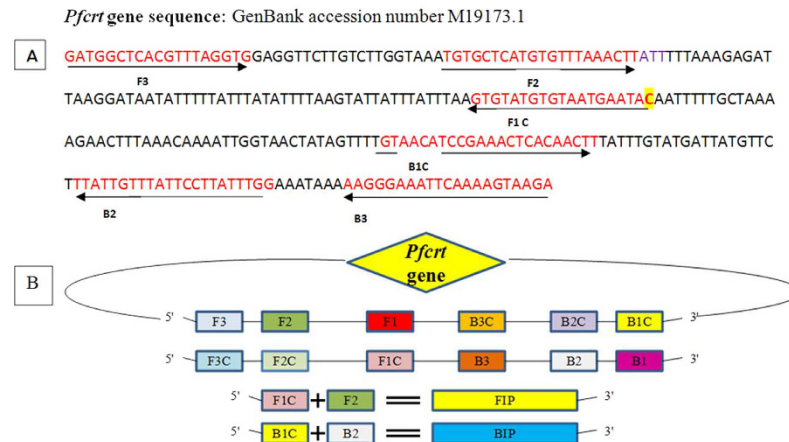 Pfcrt gene sequence: GenBank accession number M19173.1
A
GATGGCTCACGTTTAGGTGGAGGTTCTTGTCTTGGTAAATGTGCTCATGTGTTTAAACTTATTTTTAAAGAGAT
F3 F2
TAAGGATAATATTTTTATTTATATTTTAAGTATTATTTATTTAAGTGTATGTGTAATGAATACAATTTTTGCTAAA
F1 C
AGAACTTTAAACAAAATTGGTAACTATAGTTTTGTAACATCCGAAACTCACAACTTTATTTGTATGATTATGTTC
B1C
TTTATTGTTTATTCCTTATTTGGAAATAAAAAGGGAAATTCAAAAGTAAGA
B2 B3
B
Pfcrt
gene
5' F3 F2 F1 B3C B2C B1C 3'
F3C F2C F1C B3 B2 B1
5' F1C + F2 = FIP 3'
5' B1C + B2 = BIP 3'